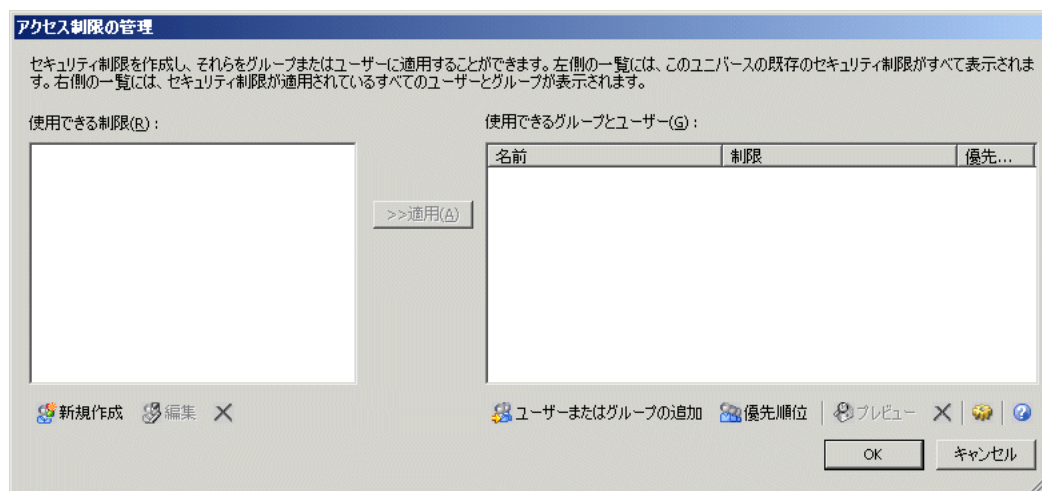 アクセス制限の管理
セキュリティ制限を作成し、それらをグループまたはユーザーに適用することができます。左側の一覧には、このユニバースの既存のセキュリティ制限がすべて表示されま
す。右側の一覧には、セキュリティ制限が適用されているすべてのユーザーとグループが表示されます。
使用できる制限(R):
使用できるグループとユーザー(G):
名前 制限 優先...
>>適用(A)
新規作成 編集
ユーザーまたはグループの追加 優先順位 プレビュー
OK キャンセル